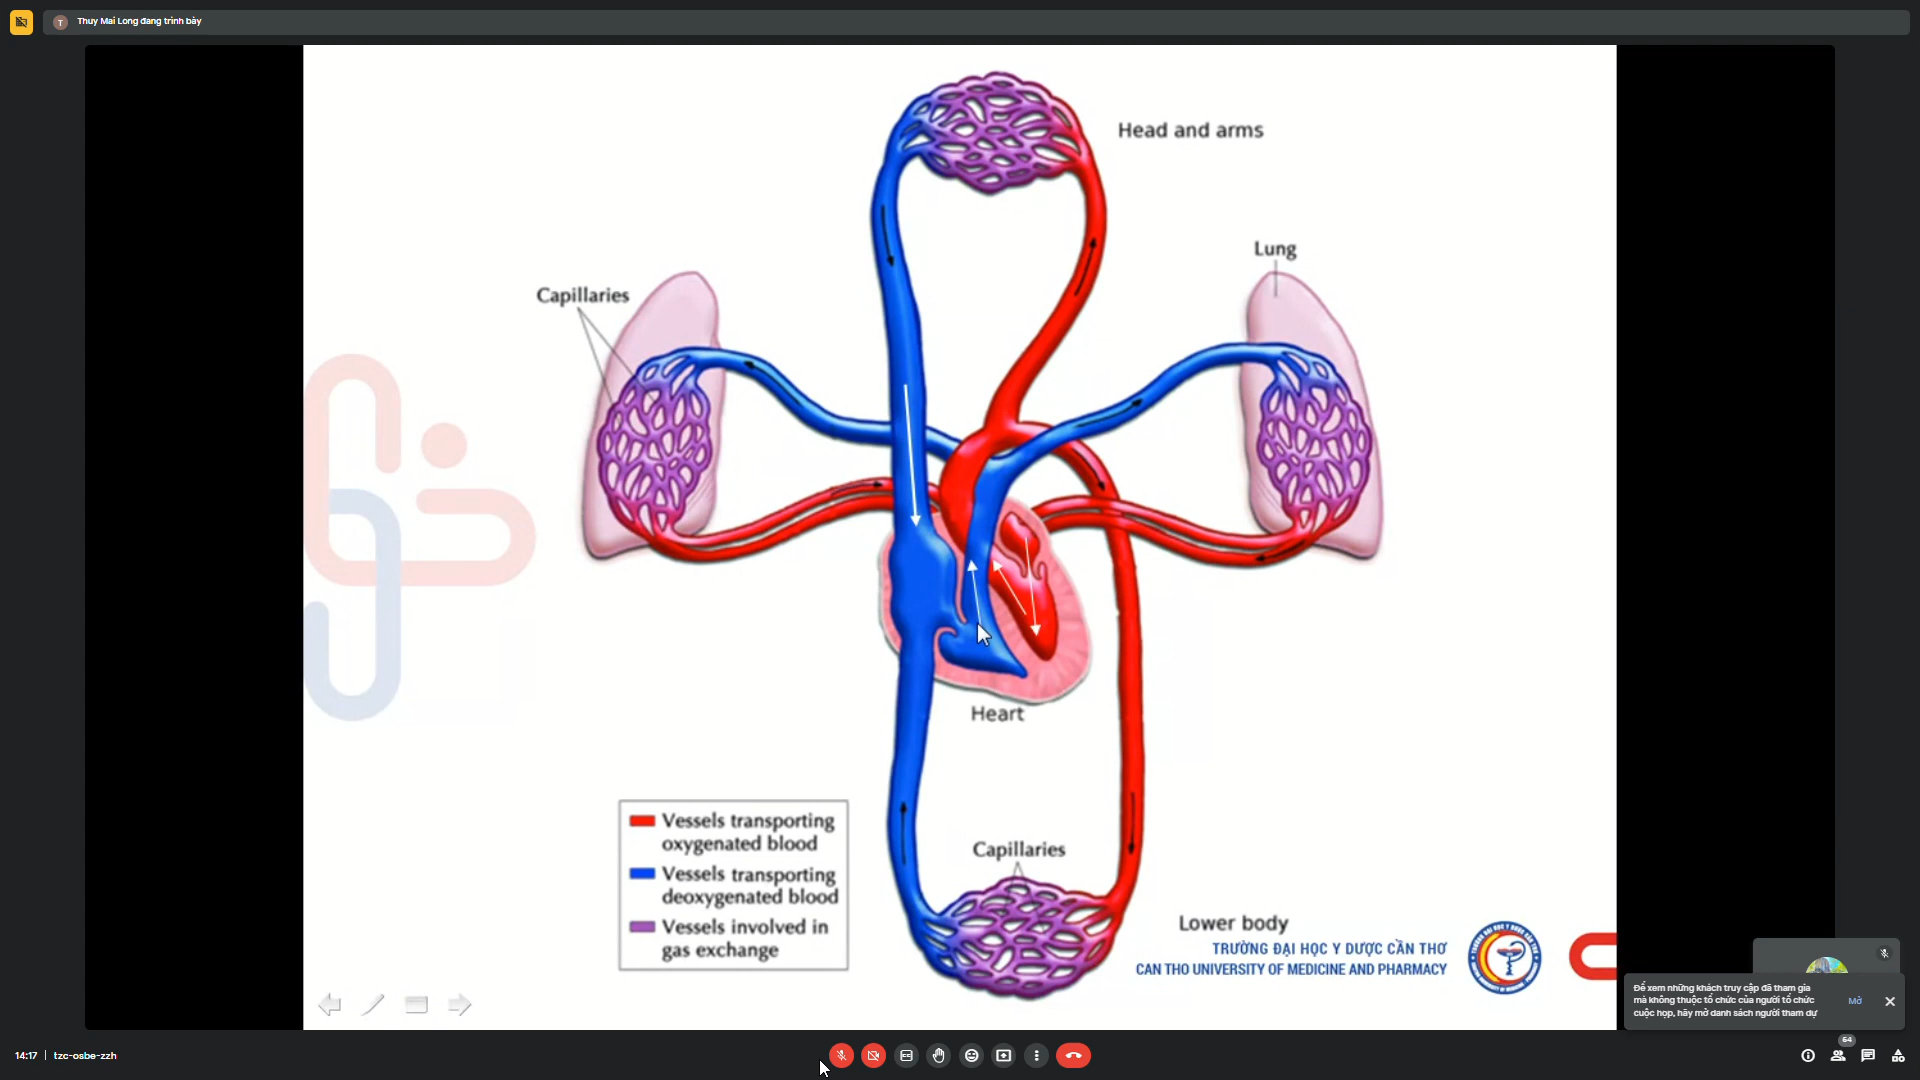 T
Thuy Mai Long đang trình bày
Head and arms
Lung
Capillaries
Heart
Vessels transporting
oxygenated blood
Vessels transporting
deoxygenated blood
Vessels involved in
gas exchange
Capillaries
Lower body
TRƯỜNG ĐẠI HỌC Y DƯỢC CẦN THƠ
CAN THO UNIVERSITY OF MEDICINE AND PHARMACY
Để xem những khách truy cập đã tham gia
mà không thuộc tổ chức của người tổ chức
cuộc họp, hãy mở danh sách người tham dự
Mở
14:17 | tzc-osbe-zzh
64